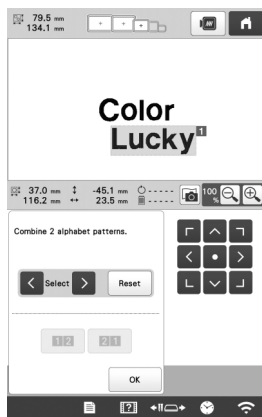 79.5 mm
134.1 mm
Color
Lucky 1
37.0 mm -45.1 mm -----
116.2 mm 23.5 mm -----
100 %
Combine 2 alphabet patterns.
Select
Reset
1 2
2 1
OK